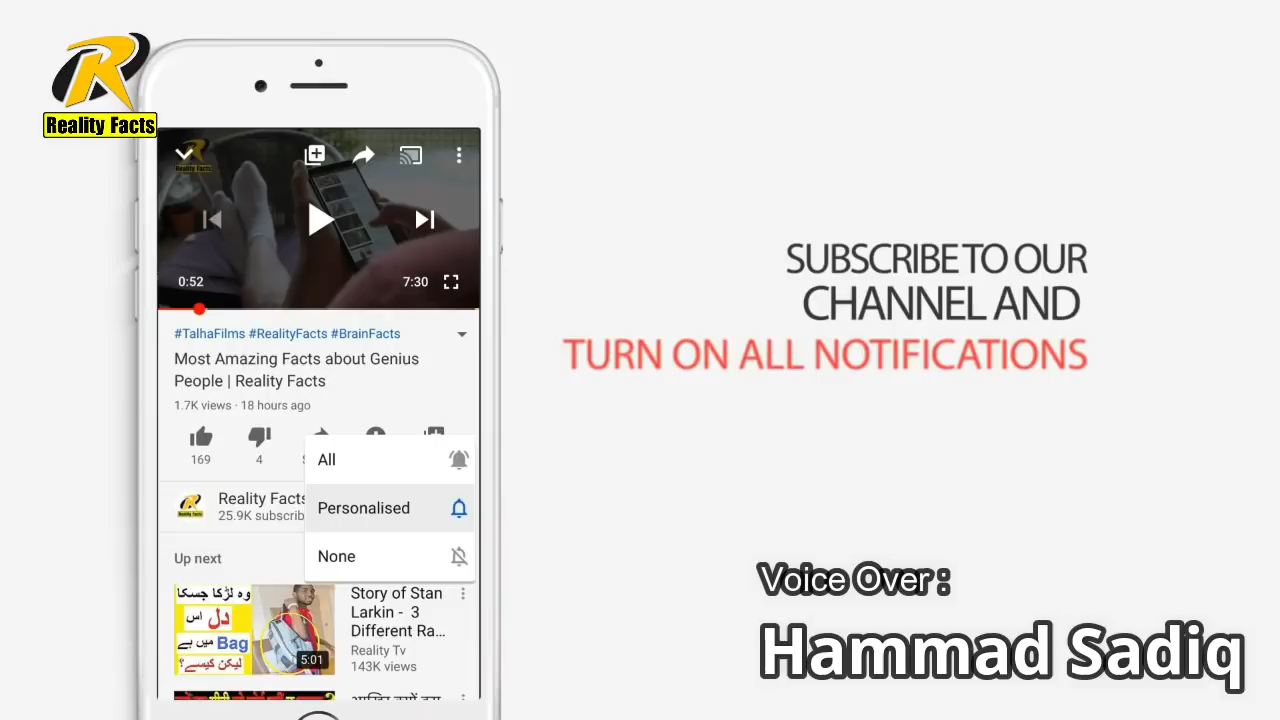 Reality Facts
0:52
7:30
#TalhaFilms #RealityFacts #BrainFacts
Most Amazing Facts about Genius
People | Reality Facts
1.7K views · 18 hours ago
169
4
All
Personalised
None
Reality Facts
25.9K subscrib
Up next
وہ لڑکا جسکا
دل اس
میں ہے Bag
لیکن کیسے؟
5:01
Story of Stan
Larkin - 3
Different Ra...
Reality Tv
143K views
SUBSCRIBE TO OUR
CHANNEL AND
TURN ON ALL NOTIFICATIONS
Voice Over :
Hammad Sadiq